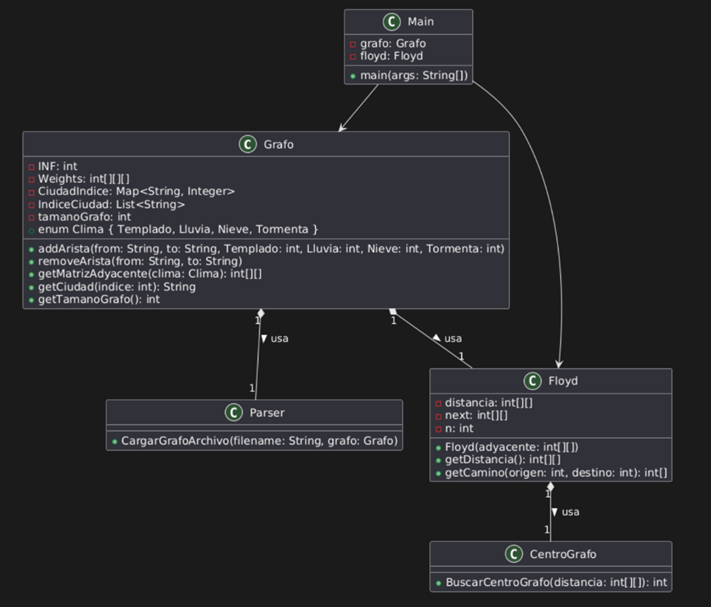 C Main
grafo: Grafo
floyd: Floyd
main(args: String[])
C Grafo
INF: int
Weights: int[][][]
CiudadIndice: Map<String, Integer>
IndiceCiudad: List<String>
tamanoGrafo: int
enum Clima { Templado, Lluvia, Nieve, Tormenta }
addArista(from: String, to: String, Templado: int, Lluvia: int, Nieve: int, Tormenta: int)
removeArista(from: String, to: String)
getMatrizAdyacente(clima: Clima): int[][]
getCiudad(indice: int): String
getTamanoGrafo(): int
1
1
usa
usa
1
1
C Parser
CargarGrafoArchivo(filename: String, grafo: Grafo)
C Floyd
distancia: int[][]
next: int[][]
n: int
Floyd(adyacente: int[][])
getDistancia(): int[][]
getCamino(origen: int, destino: int): int[]
1
usa
1
C CentroGrafo
BuscarCentroGrafo(distancia: int[][]): int